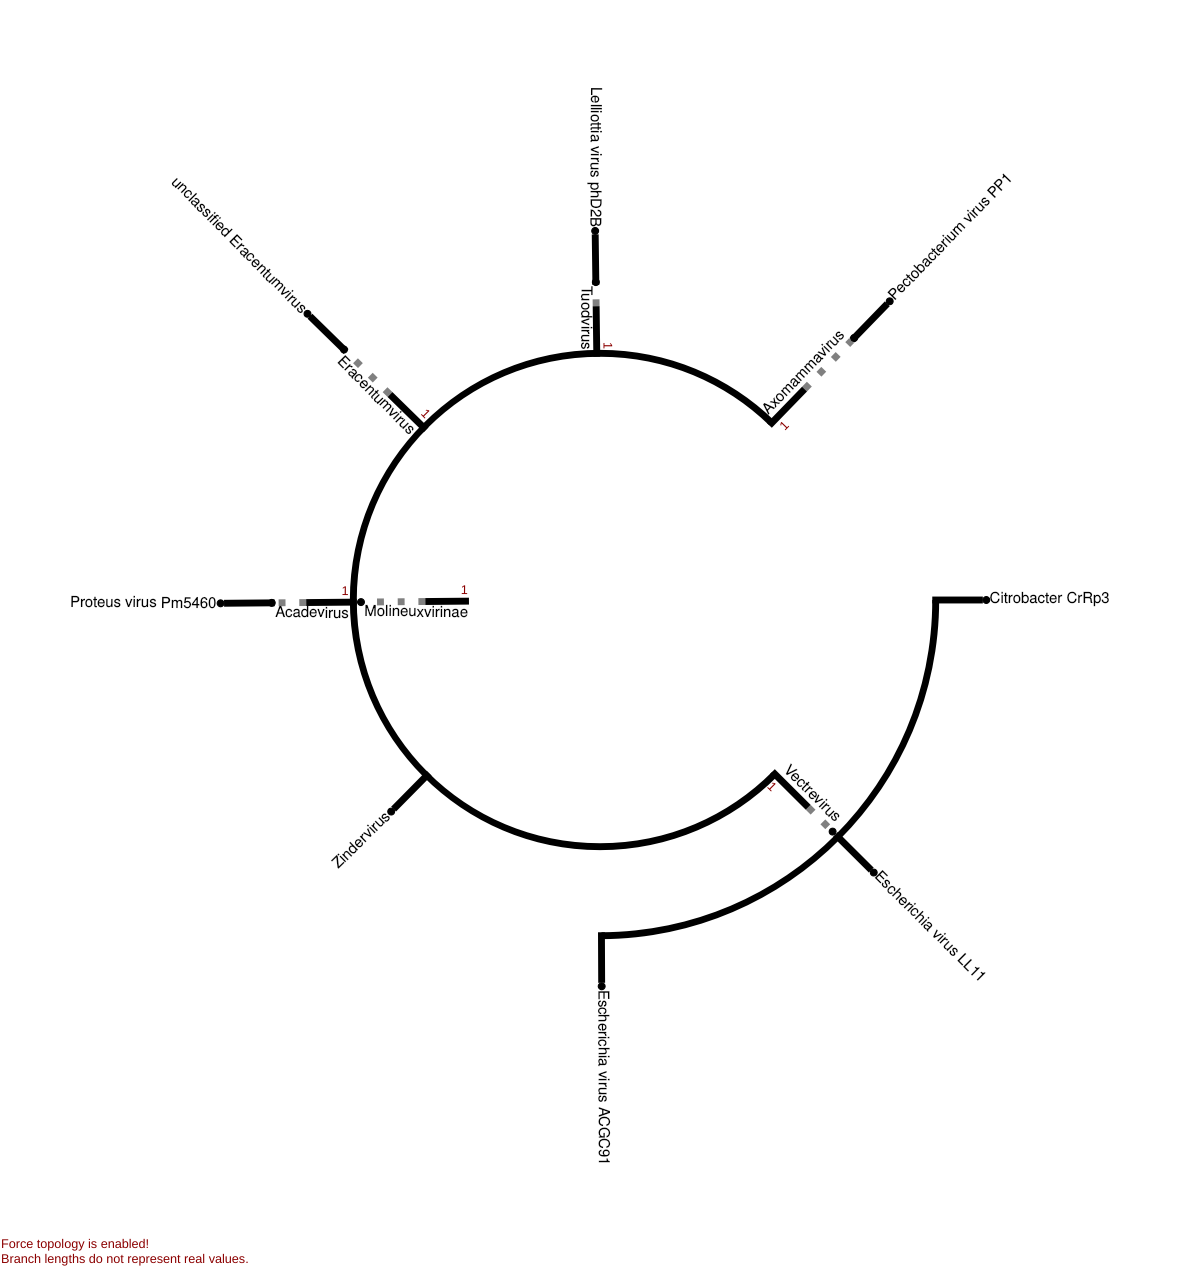 Lelliottia virus phD2B
Pectobacterium virus PP1
unclassified Eracentumvirus
Tuodvirus
1
Axomammavirus
1
Eracentumvirus
1
Proteus virus Pm5460
Acadevirus
1
Molineuxvirinae
1
Citrobacter CrRp3
Vectrevirus
1
Zindervirus
Escherichia virus LL11
Escherichia virus ACGC91
Force topology is enabled!
Branch lengths do not represent real values.